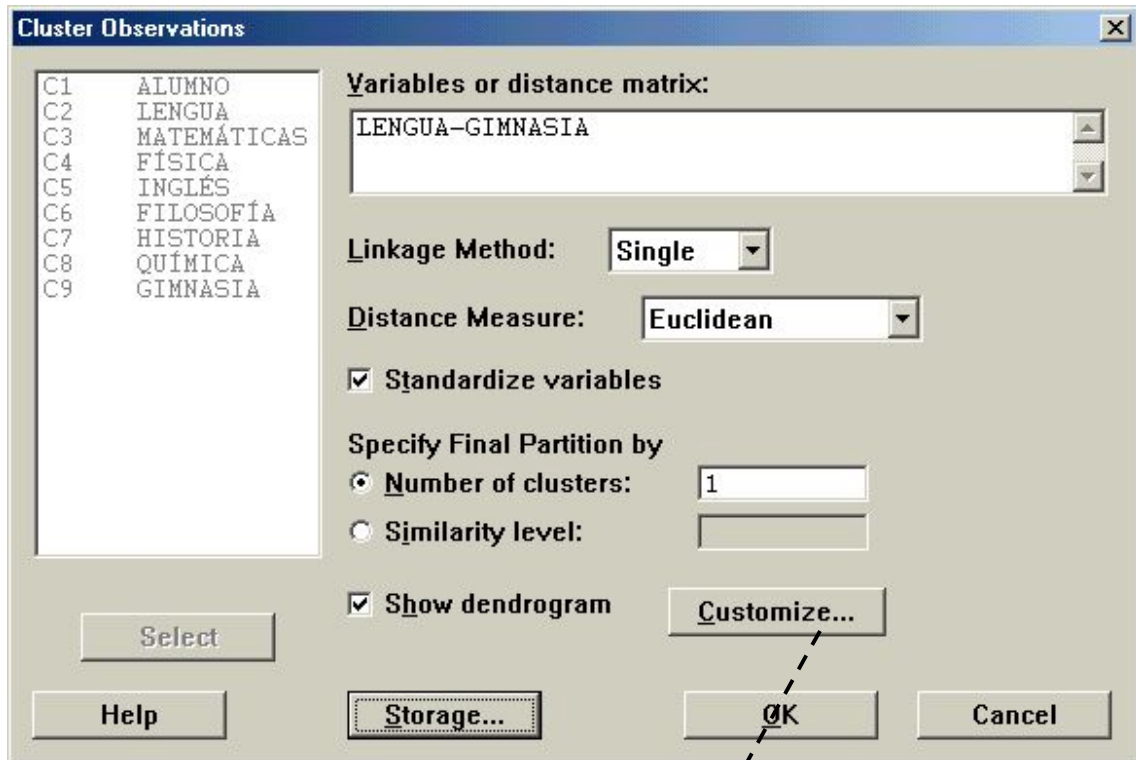 Cluster Observations
C1 ALUMNO
C2 LENGUA
C3 MATEMÁTICAS
C4 FÍSICA
C5 INGLÉS
C6 FILOSOFÍA
C7 HISTORIA
C8 QUÍMICA
C9 GIMNASIA
Variables or distance matrix:
LENGUA-GIMNASIA
Linkage Method: Single
Distance Measure: Euclidean
Standardize variables
Specify Final Partition by
Number of clusters: 1
Similarity level:
Show dendrogram
Customize...
Select
Help
Storage...
OK
Cancel